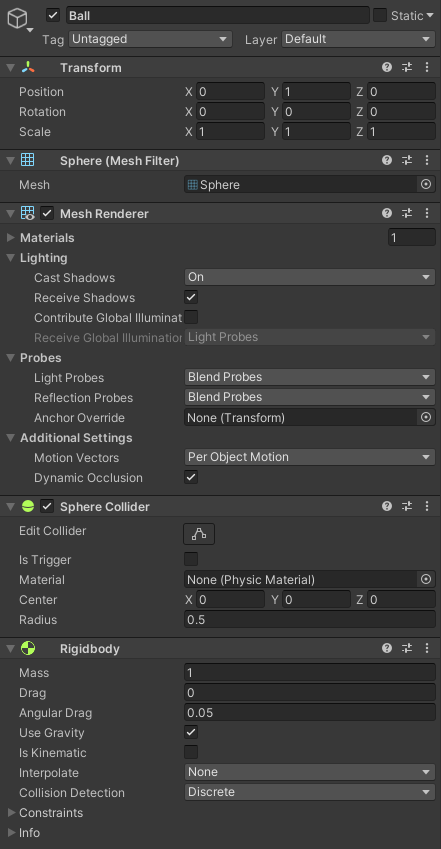 Ball Static
Tag Untagged Layer Default
Transform
Position X 0 Y 1 Z 0
Rotation X 0 Y 0 Z 0
Scale X 1 Y 1 Z 1
Sphere (Mesh Filter)
Mesh Sphere
Mesh Renderer
Materials 1
Lighting
Cast Shadows On
Receive Shadows
Contribute Global Illuminat
Receive Global Illumination Light Probes
Probes
Light Probes Blend Probes
Reflection Probes Blend Probes
Anchor Override None (Transform)
Additional Settings
Motion Vectors Per Object Motion
Dynamic Occlusion
Sphere Collider
Edit Collider
Is Trigger
Material None (Physic Material)
Center X 0 Y 0 Z 0
Radius 0.5
Rigidbody
Mass 1
Drag 0
Angular Drag 0.05
Use Gravity
Is Kinematic
Interpolate None
Collision Detection Discrete
Constraints
Info